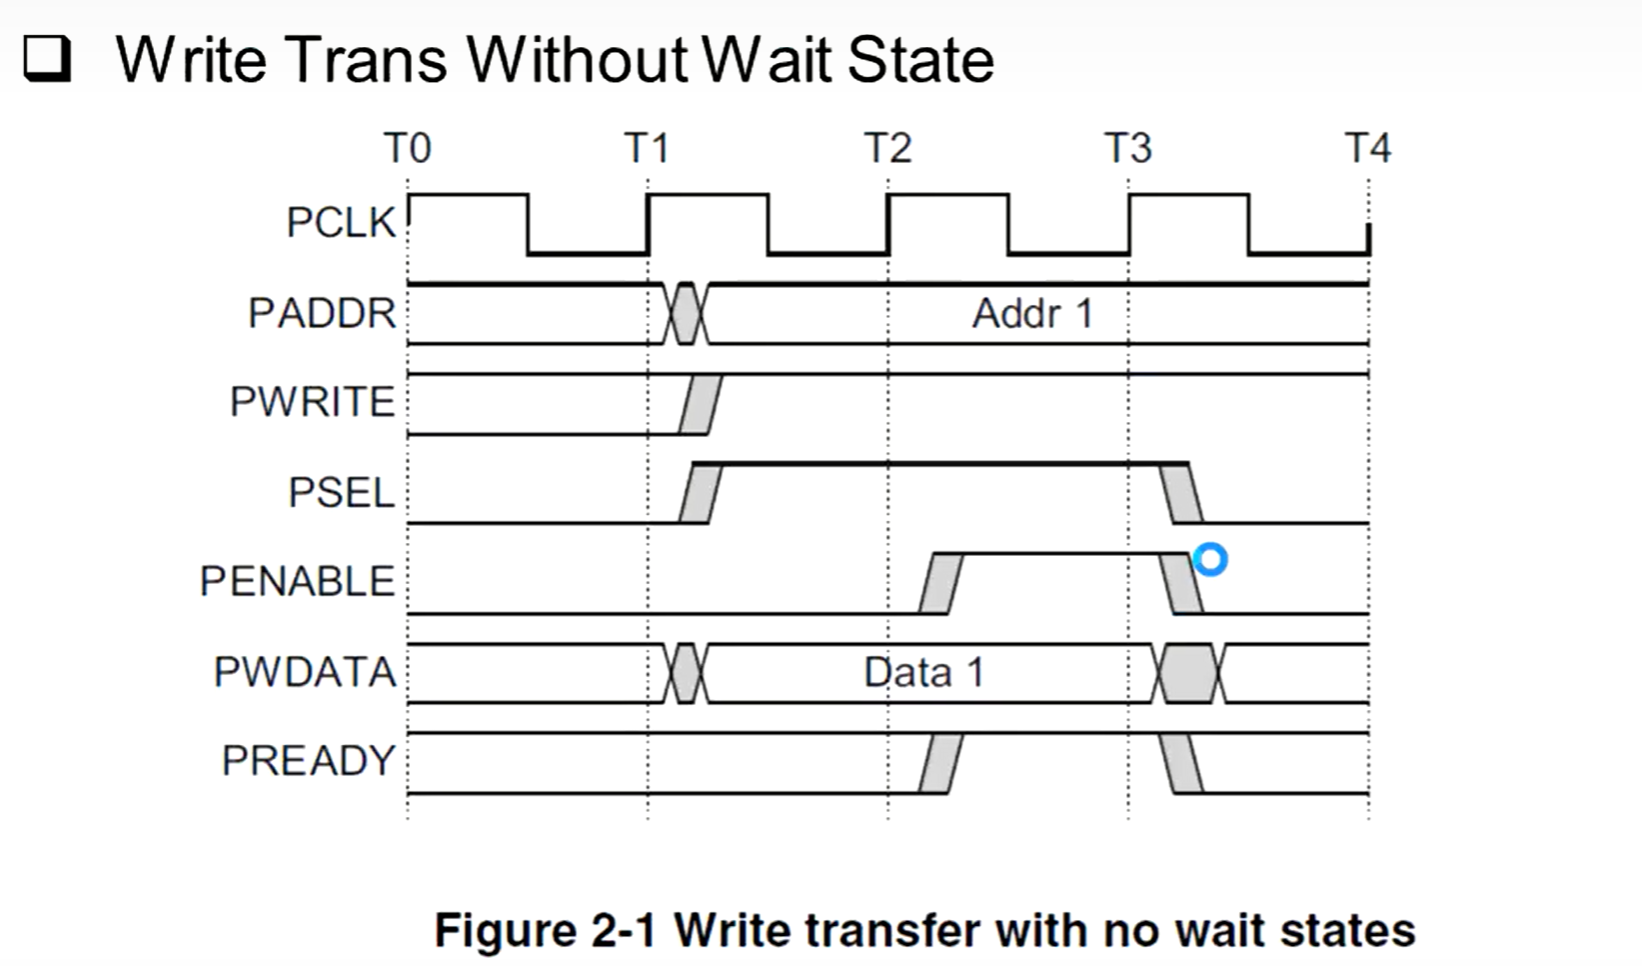 Write Trans Without Wait State
T0 T1 T2 T3 T4
PCLK
PADDR Addr 1
PWRITE
PSEL
PENABLE
PWDATA Data 1
PREADY
Figure 2-1 Write transfer with no wait states